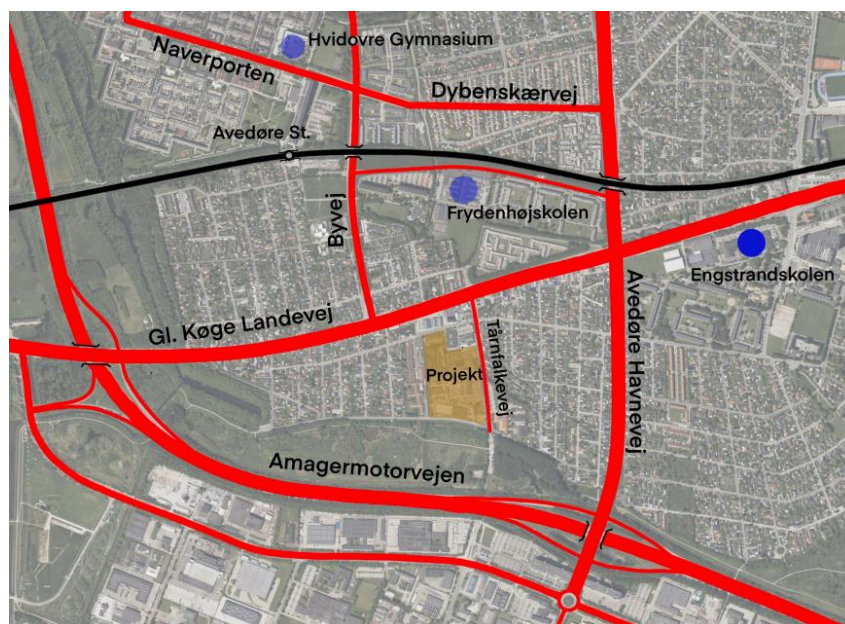 Hvidovre Gymnasium
Naverporten
Dybenskærvej
Avedøre St.
Byvej
Frydenhøjskolen
Engstrandskolen
Gl. Køge Landevej
Avedøre Havnevej
Tårnfalkevej
Projekt
Amagermotorvejen